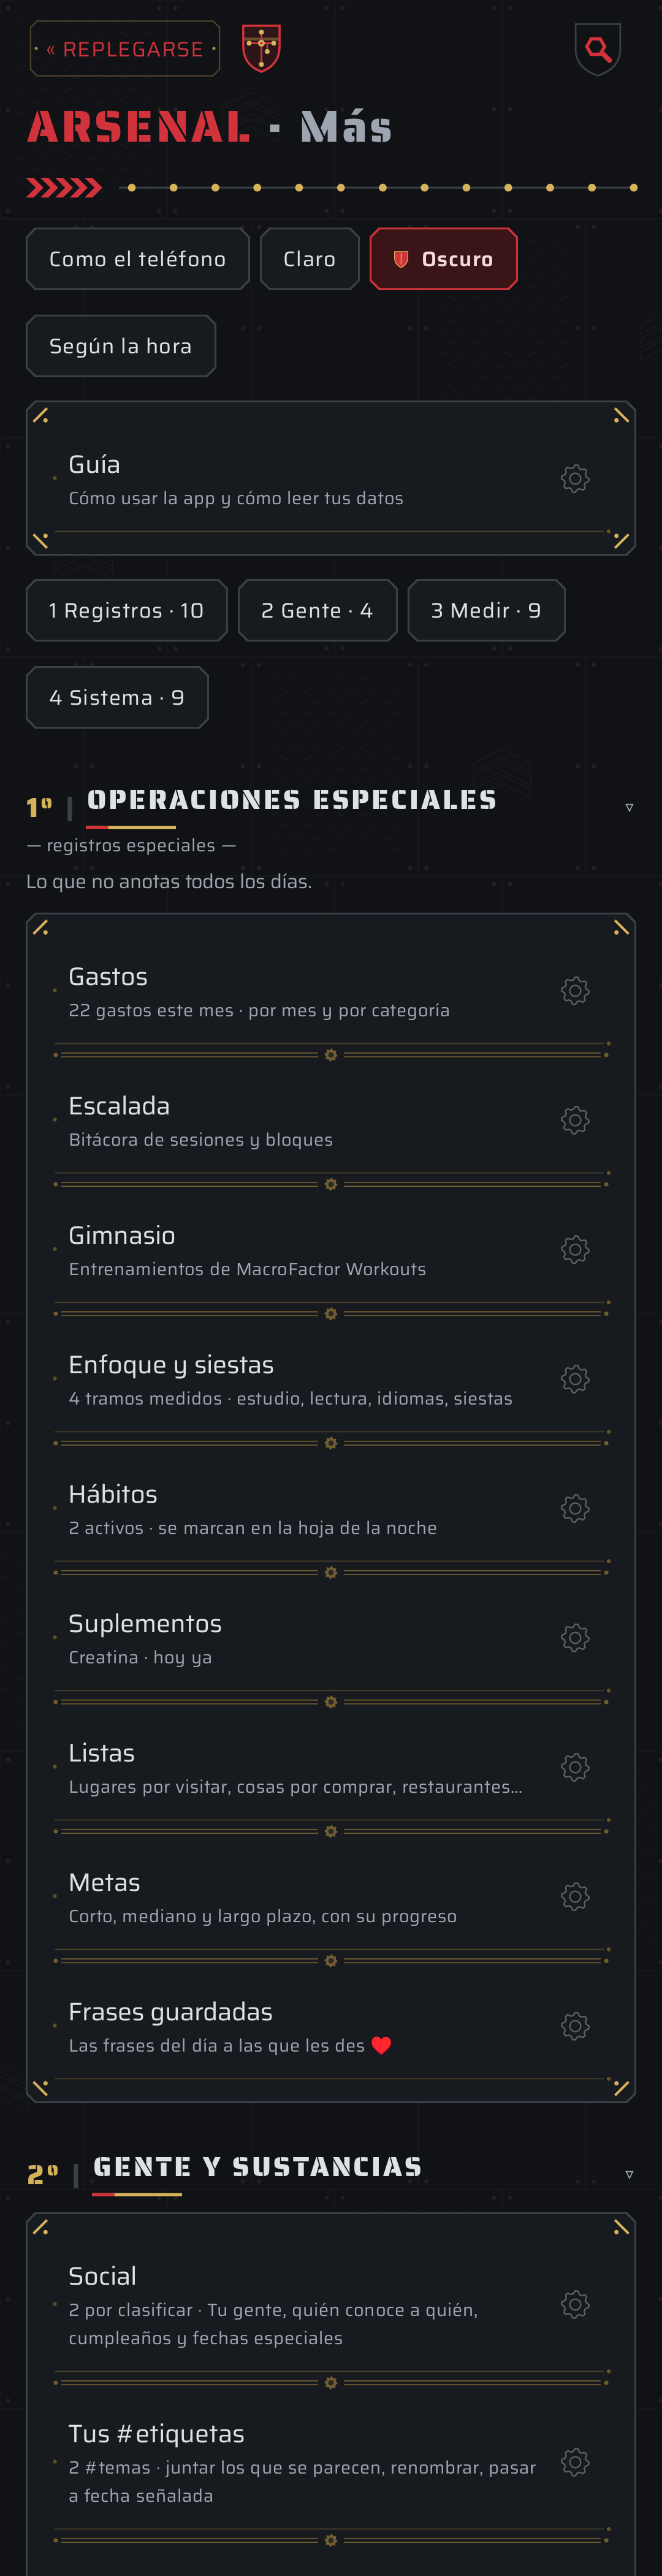 « REPLEGARSE
ARSENAL · Más
Como el teléfono
Claro
Oscuro
Según la hora
Guía
Cómo usar la app y cómo leer tus datos
1 Registros · 10
2 Gente · 4
3 Medir · 9
4 Sistema · 9
1º | OPERACIONES ESPECIALES
— registros especiales —
Lo que no anotas todos los días.
Gastos
22 gastos este mes · por mes y por categoría
Escalada
Bitácora de sesiones y bloques
Gimnasio
Entrenamientos de MacroFactor Workouts
Enfoque y siestas
4 tramos medidos · estudio, lectura, idiomas, siestas
Hábitos
2 activos · se marcan en la hoja de la noche
Suplementos
Creatina · hoy ya
Listas
Lugares por visitar, cosas por comprar, restaurantes...
Metas
Corto, mediano y largo plazo, con su progreso
Frases guardadas
Las frases del día a las que les des ❤️
2º | GENTE Y SUSTANCIAS
Social
2 por clasificar · Tu gente, quién conoce a quién,
cumpleaños y fechas especiales
Tus #etiquetas
2 #temas · juntar los que se parecen, renombrar, pasar
a fecha señalada